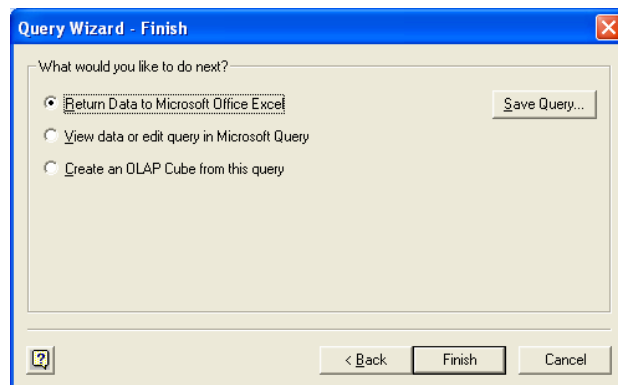 Query Wizard - Finish
What would you like to do next?
Return Data to Microsoft Office Excel
Save Query...
View data or edit query in Microsoft Query
Create an OLAP Cube from this query
< Back
Finish
Cancel